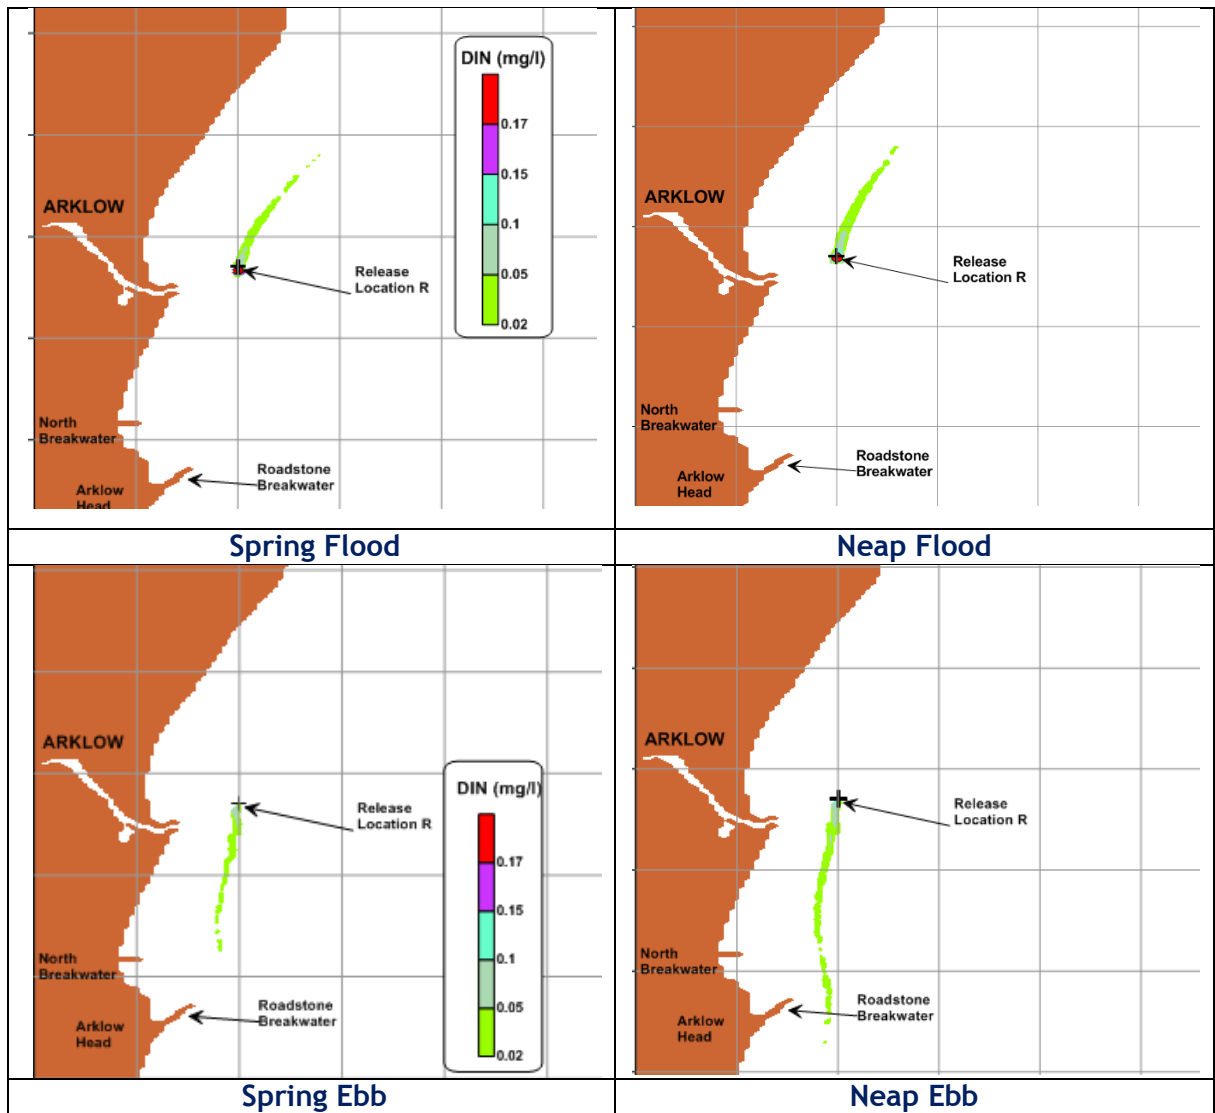 DIN (mg/l)
0.17
0.15
0.1
0.05
0.02
ARKLOW
Release
Location R
North
Breakwater
Roadstone
Breakwater
Arklow
Head
Spring Flood
ARKLOW
Release
Location R
North
Breakwater
Roadstone
Breakwater
Arklow
Head
Neap Flood
ARKLOW
DIN (mg/l)
0.17
0.15
0.1
0.05
0.02
Release
Location R
North
Breakwater
Roadstone
Breakwater
Arklow
Head
Spring Ebb
ARKLOW
Release
Location R
North
Breakwater
Roadstone
Breakwater
Arklow
Head
Neap Ebb